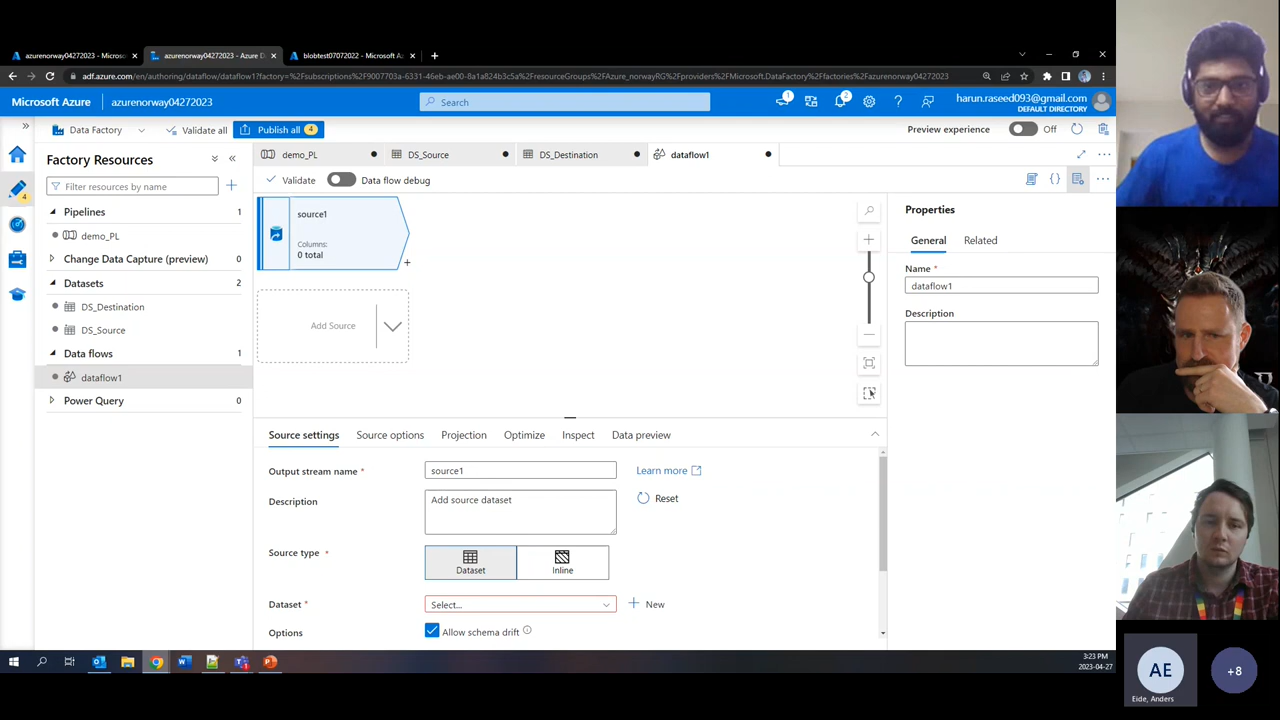 azurenorway04272023 - Microso
azurenorway04272023 - Azure D
blobtest07072022 - Microsoft A
adf.azure.com/en/authoring/dataflow/dataflow1?factory=%2Fsubscriptions%2F9007703a-6331-46eb-ae00-8a1a824b3c5a%2FresourceGroups%2FAzure_norwayRG%2Fproviders%2FMicrosoft.DataFactory%2Ffactories%2Fazurenorway04272023
Microsoft Azure
azurenorway04272023
Search
1
2
harun.raseed093@gmail.com
DEFAULT DIRECTORY
Data Factory
Validate all
Publish all 4
Preview experience
Off
4
Factory Resources
Filter resources by name
Pipelines 1
demo_PL
Change Data Capture (preview) 0
Datasets 2
DS_Destination
DS_Source
Data flows 1
dataflow1
Power Query 0
demo_PL
DS_Source
DS_Destination
dataflow1
Validate
Data flow debug
source1
Columns:
0 total
Add Source
Properties
General
Related
Name *
dataflow1
Description
Source settings
Source options
Projection
Optimize
Inspect
Data preview
Output stream name *
source1
Learn more
Description
Add source dataset
Reset
Source type *
Dataset
Inline
Dataset *
Select...
New
Options
Allow schema drift
3:23 PM
2023-04-27
AE
Eide, Anders
+8